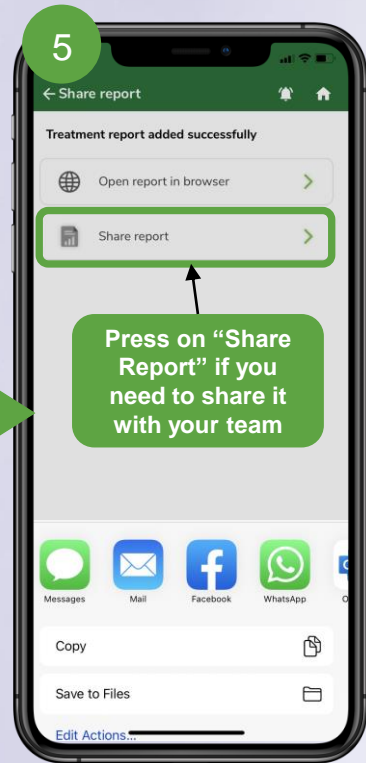 5
Share report
Treatment report added successfully
Open report in browser
Share report
Press on “Share
Report” if you
need to share it
with your team
Messages
Mail
Facebook
WhatsApp
O
Copy
Save to Files
Edit Actions...